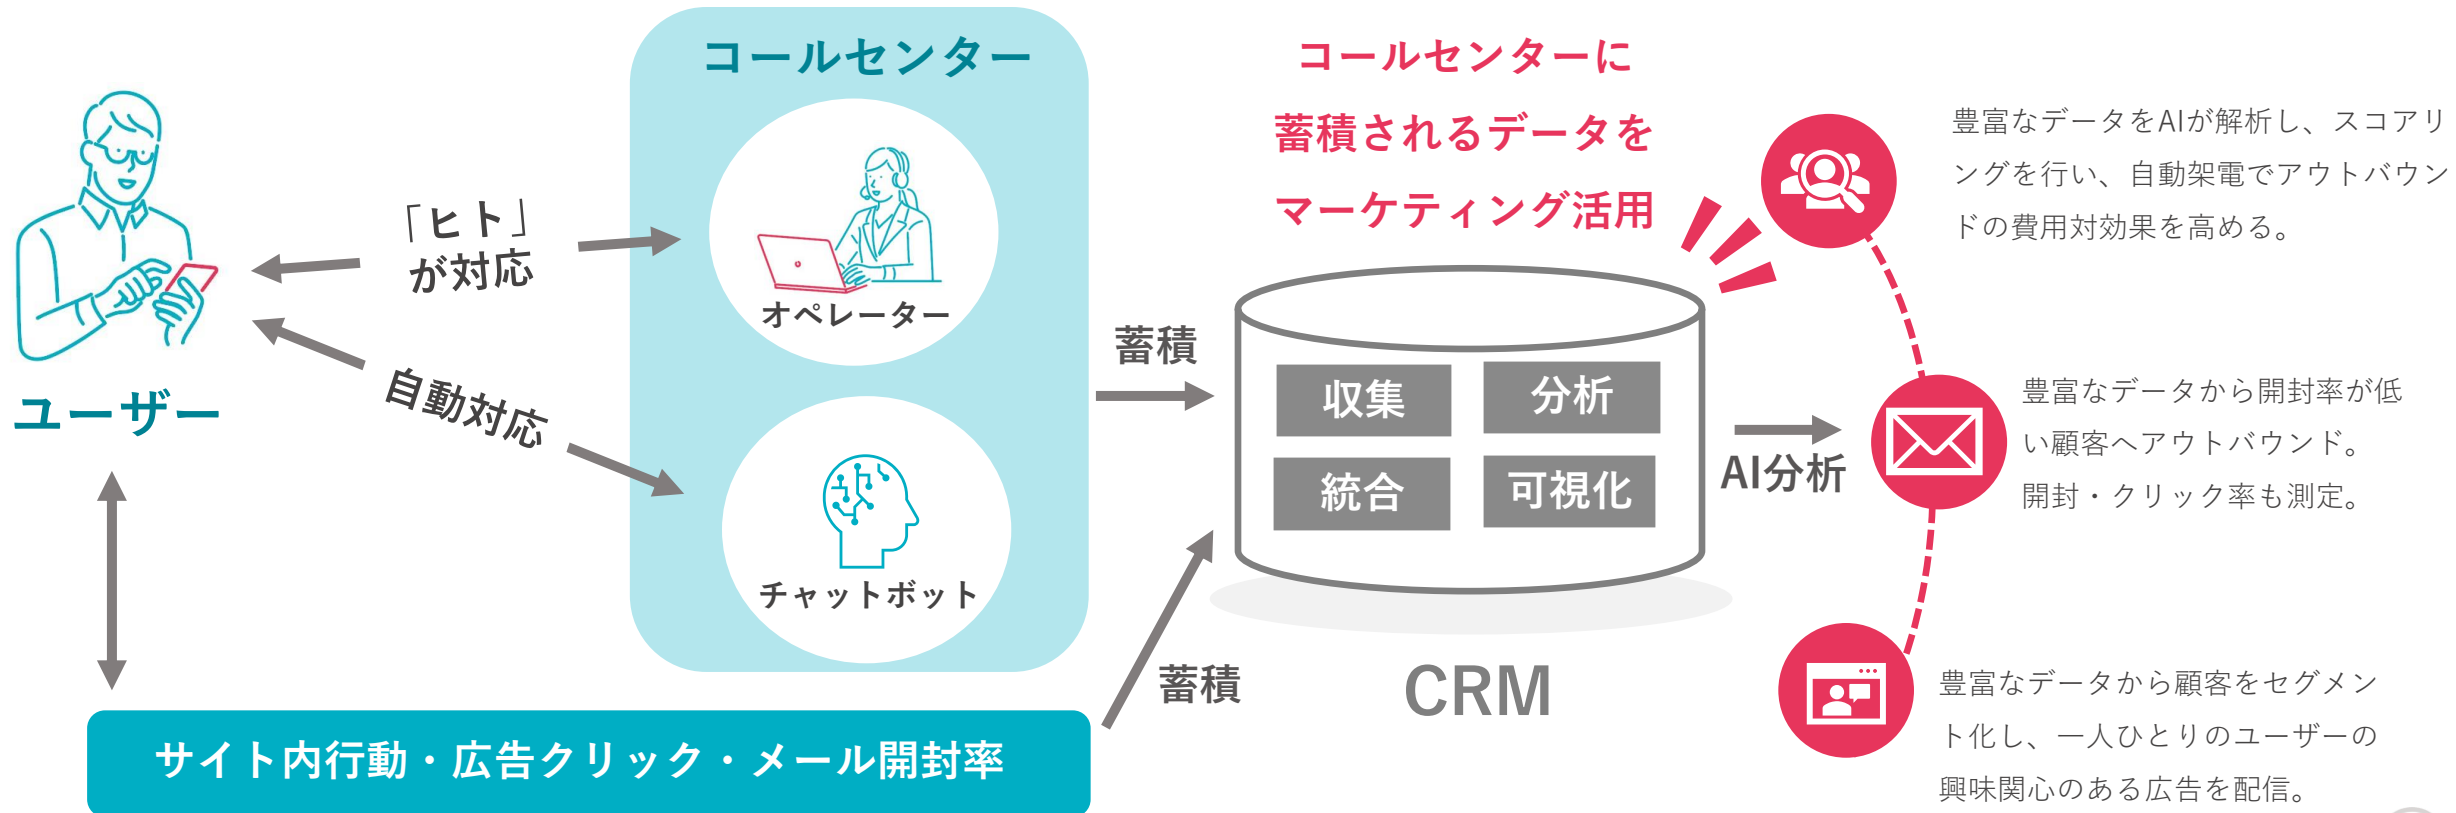 コールセンター
「ヒト」
が対応
オペレーター
自動対応
チャットボット
ユーザー
サイト内行動・広告クリック・メール開封率
蓄積
蓄積
コールセンターに
蓄積されるデータを
マーケティング活用
収集
分析
統合
可視化
CRM
AI分析
豊富なデータをAIが解析し、スコアリ
ングを行い、自動架電でアウトバウン
ドの費用対効果を高める。
豊富なデータから開封率が低
い顧客へアウトバウンド。
開封・クリック率も測定。
豊富なデータから顧客をセグメン
ト化し、一人ひとりのユーザーの
興味関心のある広告を配信。